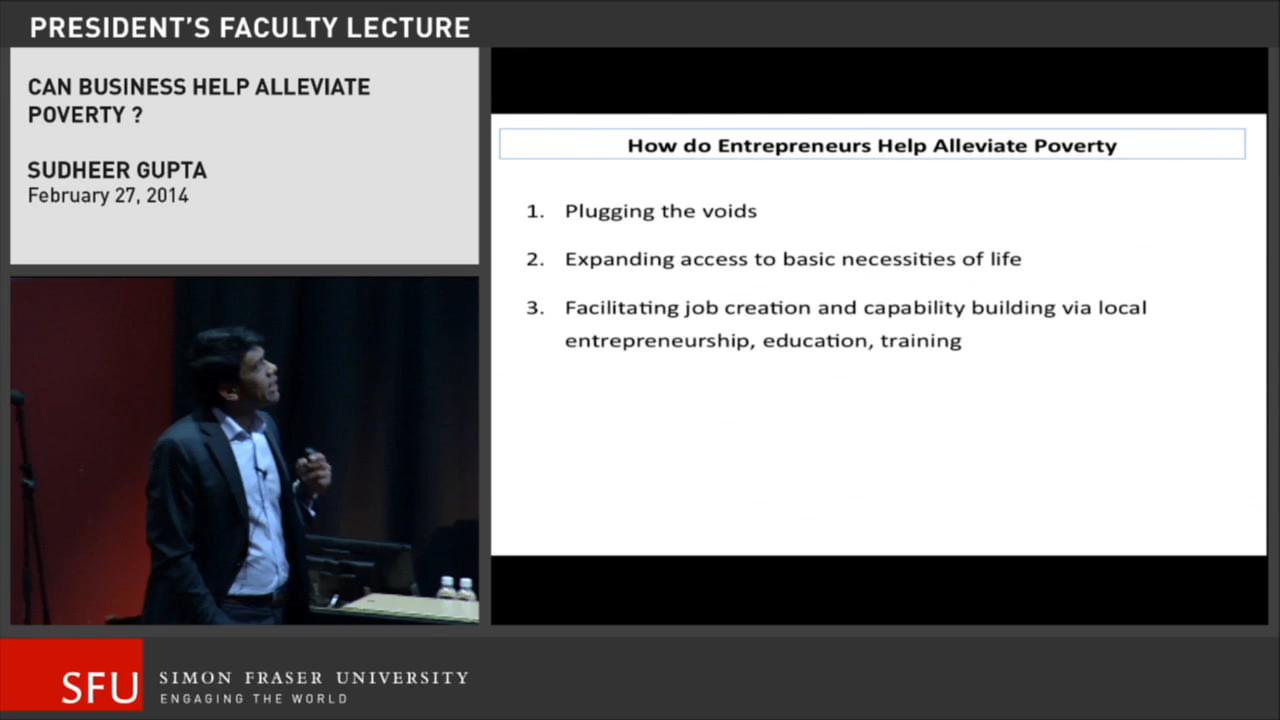 PRESIDENT'S FACULTY LECTURE
CAN BUSINESS HELP ALLEVIATE
POVERTY ?
SUDHEER GUPTA
February 27, 2014
How do Entrepreneurs Help Alleviate Poverty
1. Plugging the voids
2. Expanding access to basic necessities of life
3. Facilitating job creation and capability building via local
entrepreneurship, education, training
SFU
SIMON FRASER UNIVERSITY
ENGAGING THE WORLD